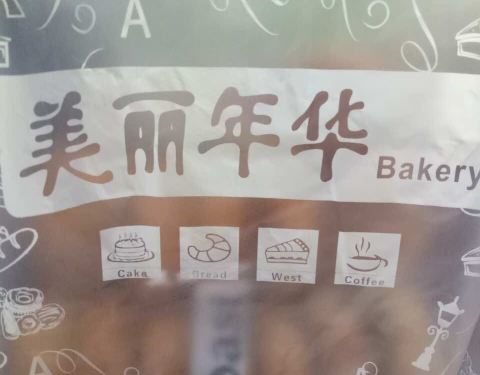 A
美丽年华 Bakery
Cake Bread West Coffee
A